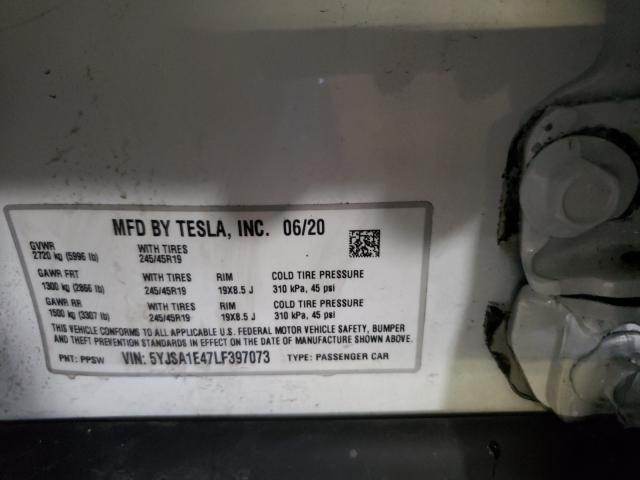 MFD BY TESLA, INC. 06/20
GVWR WITH TIRES
2720 kg (5996 lb) 245/45R19
GAWR FRT WITH TIRES RIM COLD TIRE PRESSURE
1300 kg (2866 lb) 245/45R19 19X8.5 J 310 kPa, 45 psi
GAWR RR WITH TIRES RIM COLD TIRE PRESSURE
1500 kg (3307 lb) 245/45R19 19X8.5 J 310 kPa, 45 psi
THIS VEHICLE CONFORMS TO ALL APPLICABLE U.S. FEDERAL MOTOR VEHICLE SAFETY, BUMPER
AND THEFT PREVENTION STANDARDS IN EFFECT ON THE DATE OF MANUFACTURE SHOWN ABOVE.
PNT: PPSW VIN: 5YJSA1E47LF397073 TYPE: PASSENGER CAR